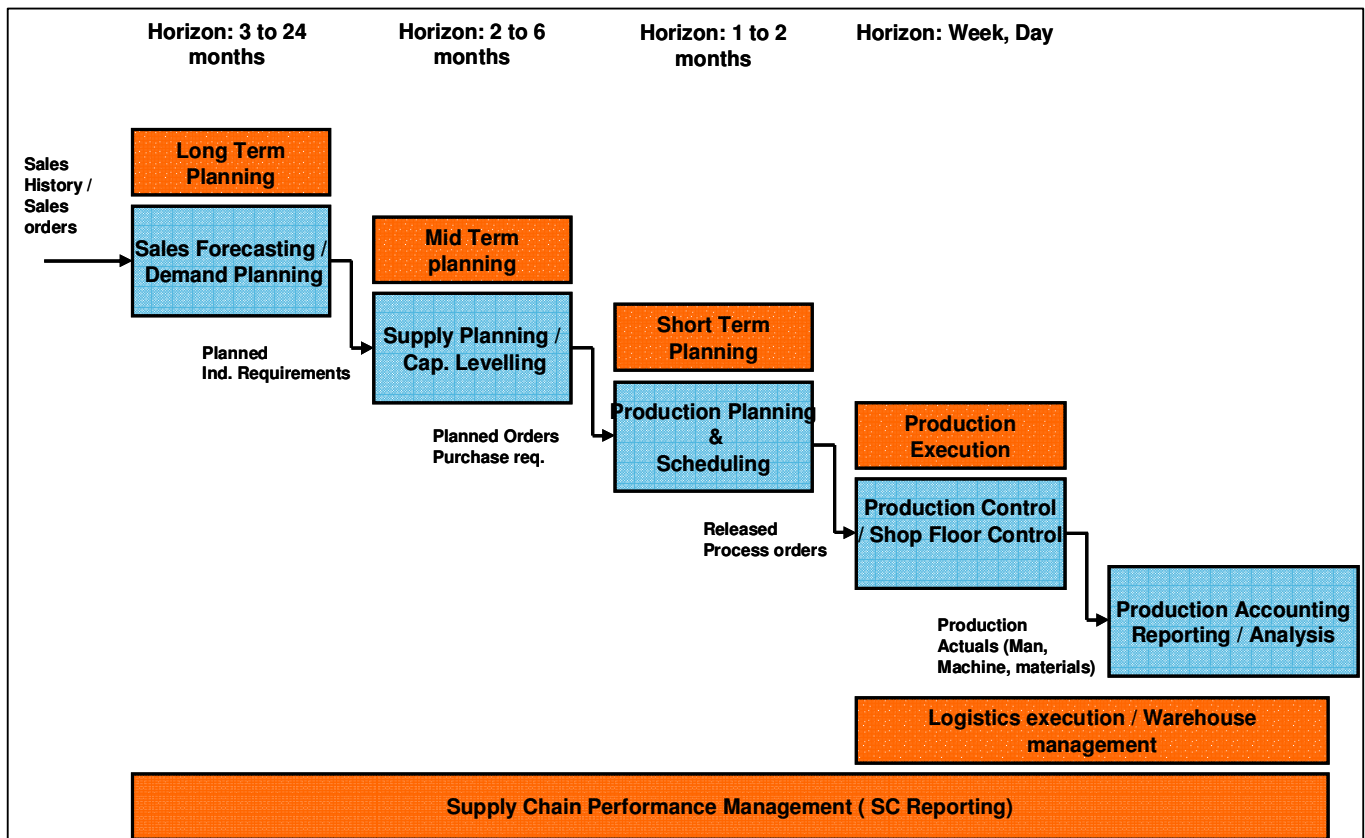 Horizon: 3 to 24
months
Horizon: 2 to 6
months
Horizon: 1 to 2
months
Horizon: Week, Day
Long Term
Planning
Sales
History /
Sales
orders
Sales Forecasting /
Demand Planning
Mid Term
planning
Planned
Ind. Requirements
Supply Planning /
Cap. Levelling
Short Term
Planning
Planned Orders
Purchase req.
Production Planning
&
Scheduling
Production
Execution
Released
Process orders
Production Control
/ Shop Floor Control
Production
Actuals (Man,
Machine, materials)
Production Accounting
Reporting / Analysis
Logistics execution / Warehouse
management
Supply Chain Performance Management ( SC Reporting)